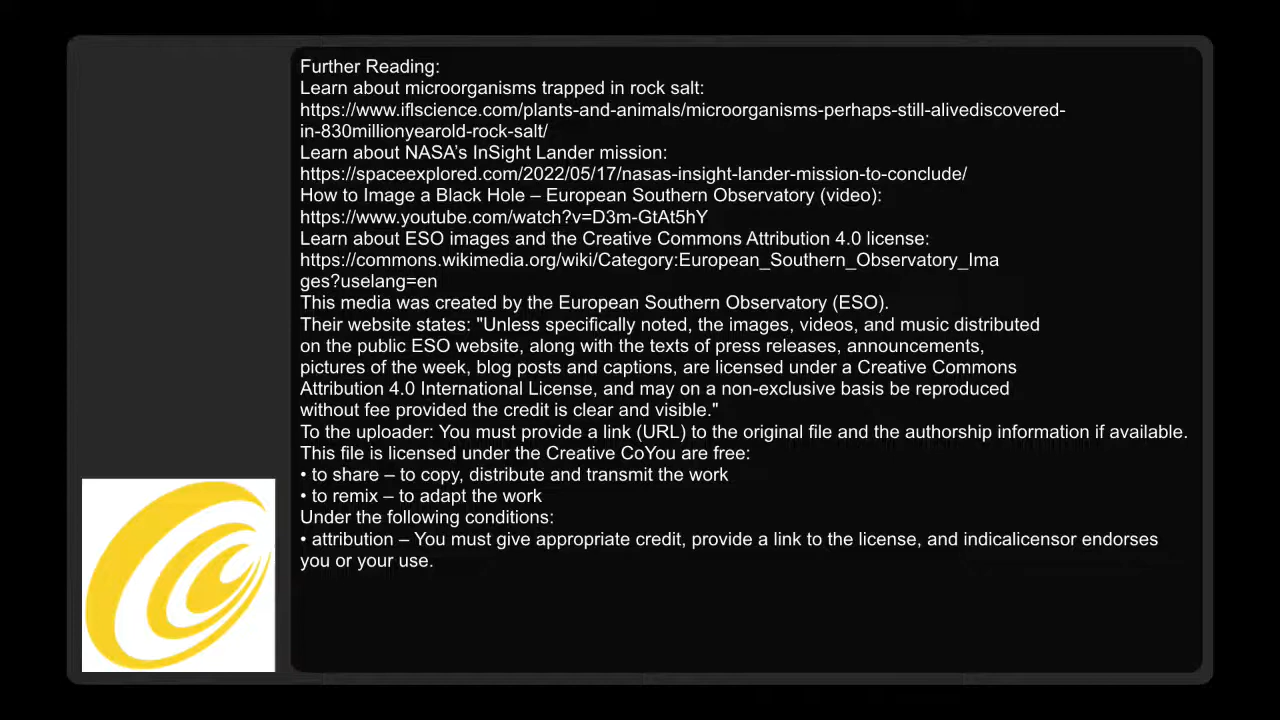 Further Reading:
Learn about microorganisms trapped in rock salt:
https://www.iflscience.com/plants-and-animals/microorganisms-perhaps-still-alivediscovered-
in-830millionyearold-rock-salt/
Learn about NASA's InSight Lander mission:
https://spaceexplored.com/2022/05/17/nasas-insight-lander-mission-to-conclude/
How to Image a Black Hole – European Southern Observatory (video):
https://www.youtube.com/watch?v=D3m-GtAt5hY
Learn about ESO images and the Creative Commons Attribution 4.0 license:
https://commons.wikimedia.org/wiki/Category:European_Southern_Observatory_Ima
ges?uselang=en
This media was created by the European Southern Observatory (ESO).
Their website states: "Unless specifically noted, the images, videos, and music distributed
on the public ESO website, along with the texts of press releases, announcements,
pictures of the week, blog posts and captions, are licensed under a Creative Commons
Attribution 4.0 International License, and may on a non-exclusive basis be reproduced
without fee provided the credit is clear and visible."
To the uploader: You must provide a link (URL) to the original file and the authorship information if available.
This file is licensed under the Creative CoYou are free:
• to share – to copy, distribute and transmit the work
• to remix – to adapt the work
Under the following conditions:
• attribution – You must give appropriate credit, provide a link to the license, and indicalicensor endorses
you or your use.